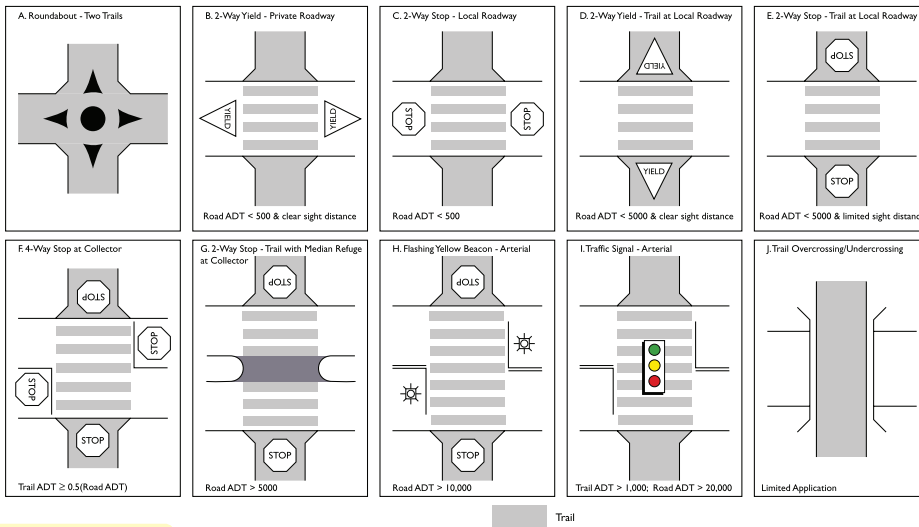 A. Roundabout - Two Trails
B. 2-Way Yield - Private Roadway
YIELD
YIELD
Road ADT < 500 & clear sight distance
C. 2-Way Stop - Local Roadway
STOP
STOP
Road ADT < 500
D. 2-Way Yield - Trail at Local Roadway
YIELD
YIELD
Road ADT < 5000 & clear sight distance
E. 2-Way Stop - Trail at Local Roadway
STOP
STOP
Road ADT < 5000 & limited sight distanc
F. 4-Way Stop at Collector
STOP
STOP
STOP
STOP
Trail ADT ≥ 0.5(Road ADT)
G. 2-Way Stop - Trail with Median Refuge
at Collector
STOP
STOP
Road ADT > 5000
H. Flashing Yellow Beacon - Arterial
STOP
STOP
Road ADT > 10,000
I. Traffic Signal - Arterial
Trail ADT > 1,000; Road ADT > 20,000
J. Trail Overcrossing/Undercrossing
Limited Application
Trail